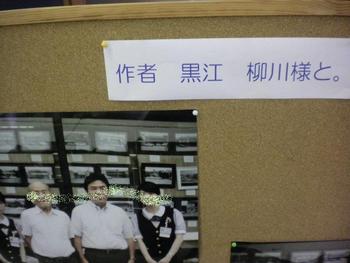 作者　黒江　柳川様と。